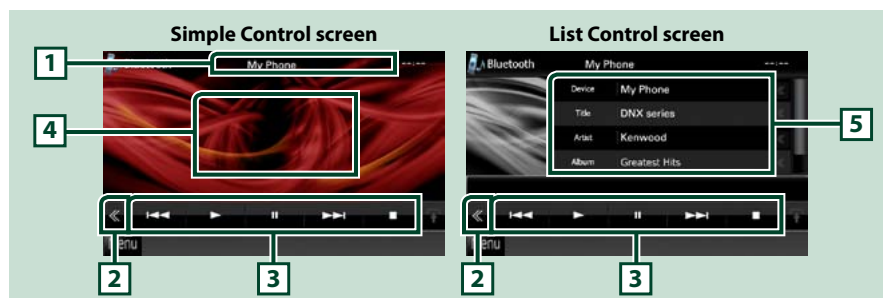 Simple Control screen
List Control screen
1
Bluetooth
My Phone
--:--
4
2
3
Bluetooth
My Phone
--:--
Device My Phone
Title DNX series
Artist Kenwood
Album Greatest Hits
5
2
3